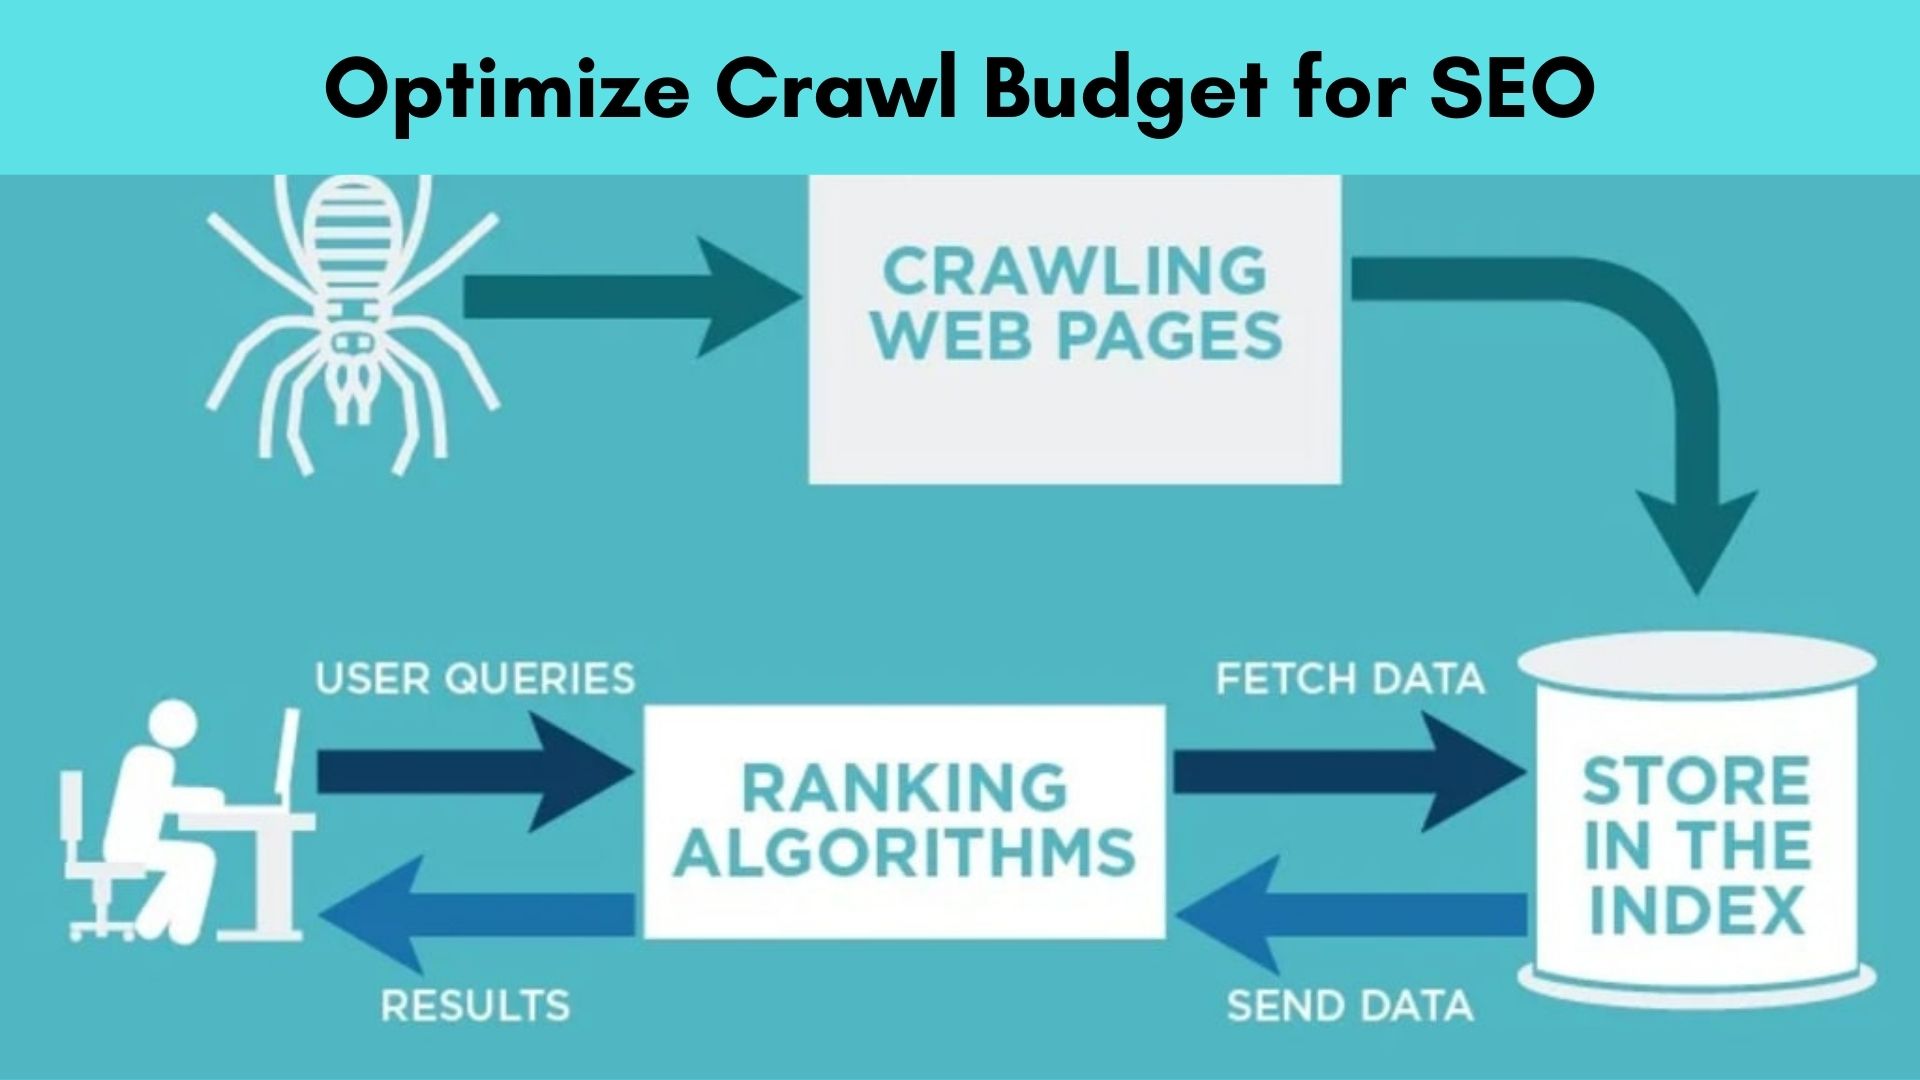 Optimize Crawl Budget for SEO
CRAWLING
WEB PAGES
USER QUERIES
FETCH DATA
RANKING
ALGORITHMS
STORE
IN THE
INDEX
RESULTS
SEND DATA